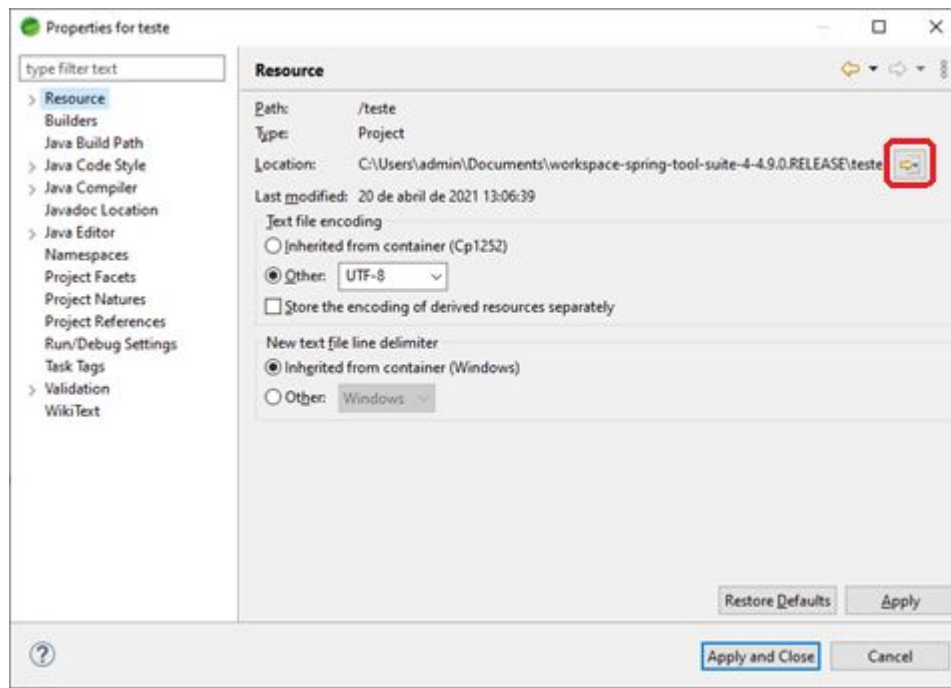 Properties for teste
type filter text
Resource
Builders
Java Build Path
Java Code Style
Java Compiler
Javadoc Location
Java Editor
Namespaces
Project Facets
Project Natures
Project References
Run/Debug Settings
Task Tags
Validation
WikiText
Resource
Path: /teste
Type: Project
Location: C:\Users\admin\Documents\workspace-spring-tool-suite-4-4.9.0.RELEASE\teste
Last modified: 20 de abril de 2021 13:06:39
Text file encoding
Inherited from container (Cp1252)
Other: UTF-8
Store the encoding of derived resources separately
New text file line delimiter
Inherited from container (Windows)
Other: Windows
Restore Defaults Apply
? Apply and Close Cancel